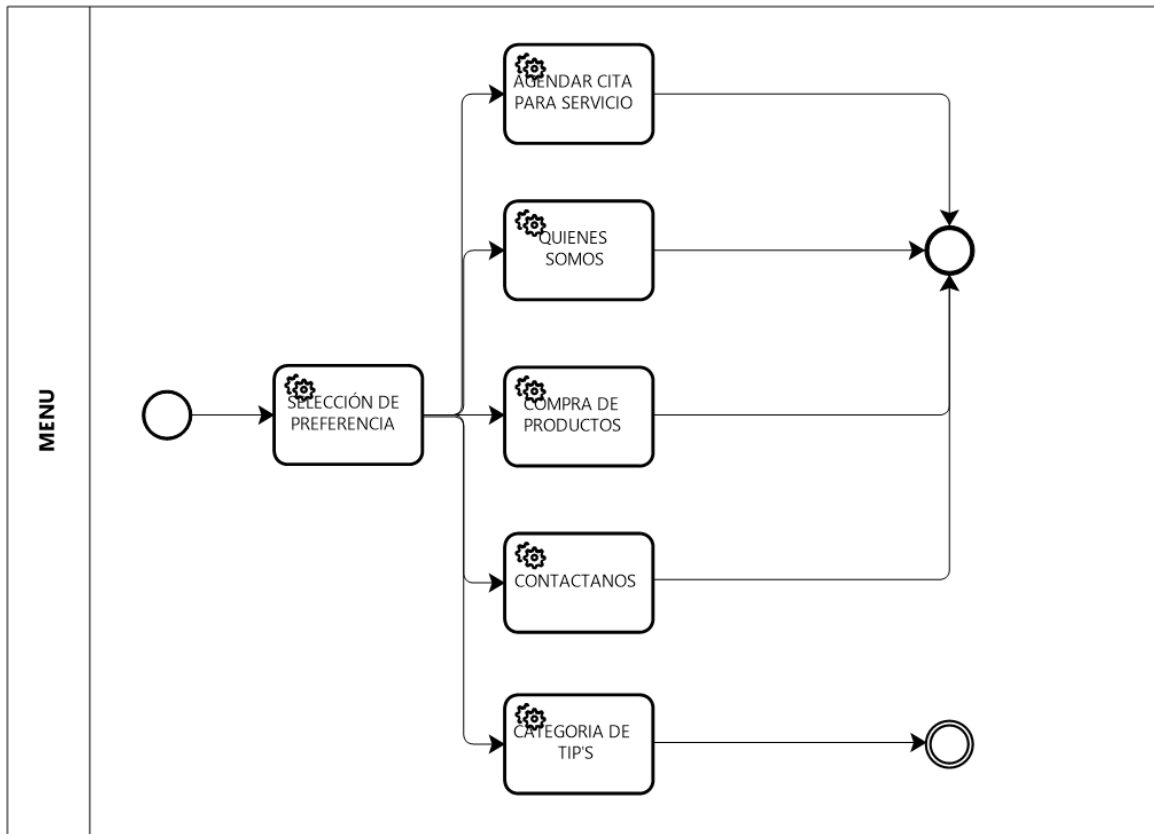 MENU
AGENDAR CITA
PARA SERVICIO
QUIENES
SOMOS
SELECCIÓN DE
PREFERENCIA
COMPRA DE
PRODUCTOS
CONTACTANOS
CATEGORIA DE
TIP'S